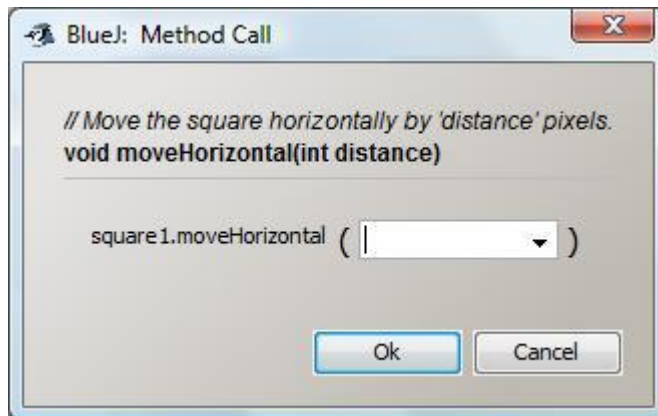 BlueJ: Method Call
// Move the square horizontally by 'distance' pixels.
void moveHorizontal(int distance)
square1.moveHorizontal ( )
Ok Cancel